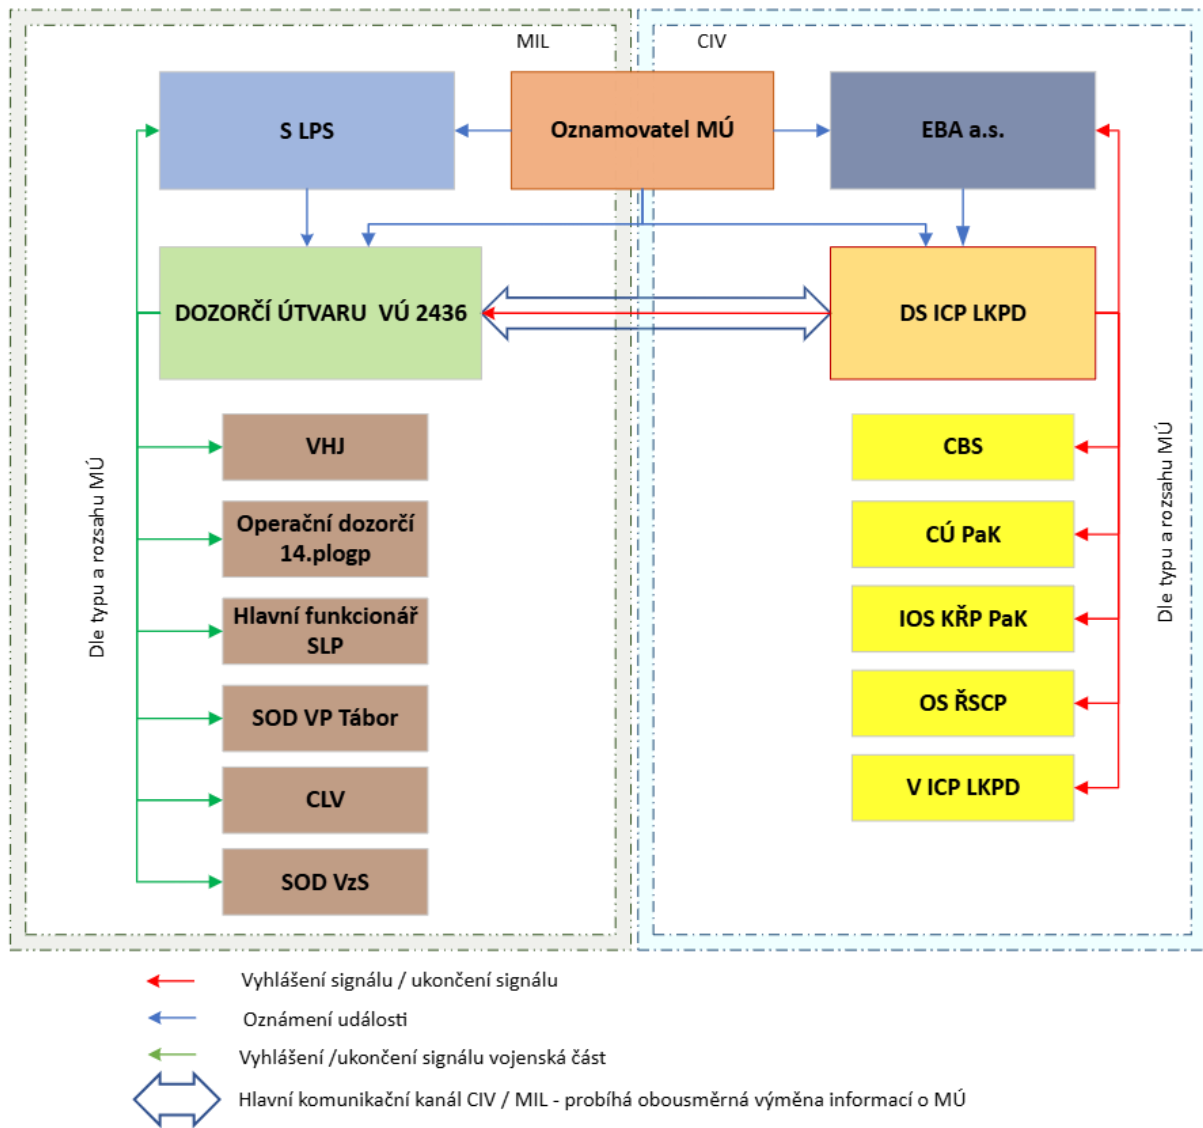 MIL
CIV
S LPS
Oznamovatel MÚ
EBA a.s.
DOZORČÍ ÚTVARU  VÚ 2436
DS ICP LKPD
Dle typu a rozsahu MÚ
VHJ
Operační dozorčí
14.plogp
Hlavní funkcionář
SLP
SOD VP Tábor
CLV
SOD VzS
CBS
CÚ PaK
IOS KŘP PaK
OS ŘSCP
V ICP LKPD
Dle typu a rozsahu MÚ
Vyhlášení signálu / ukončení signálu
Oznámení události
Vyhlášení /ukončení signálu vojenská část
Hlavní komunikační kanál CIV / MIL - probíhá obousměrná výměna informací o MÚ